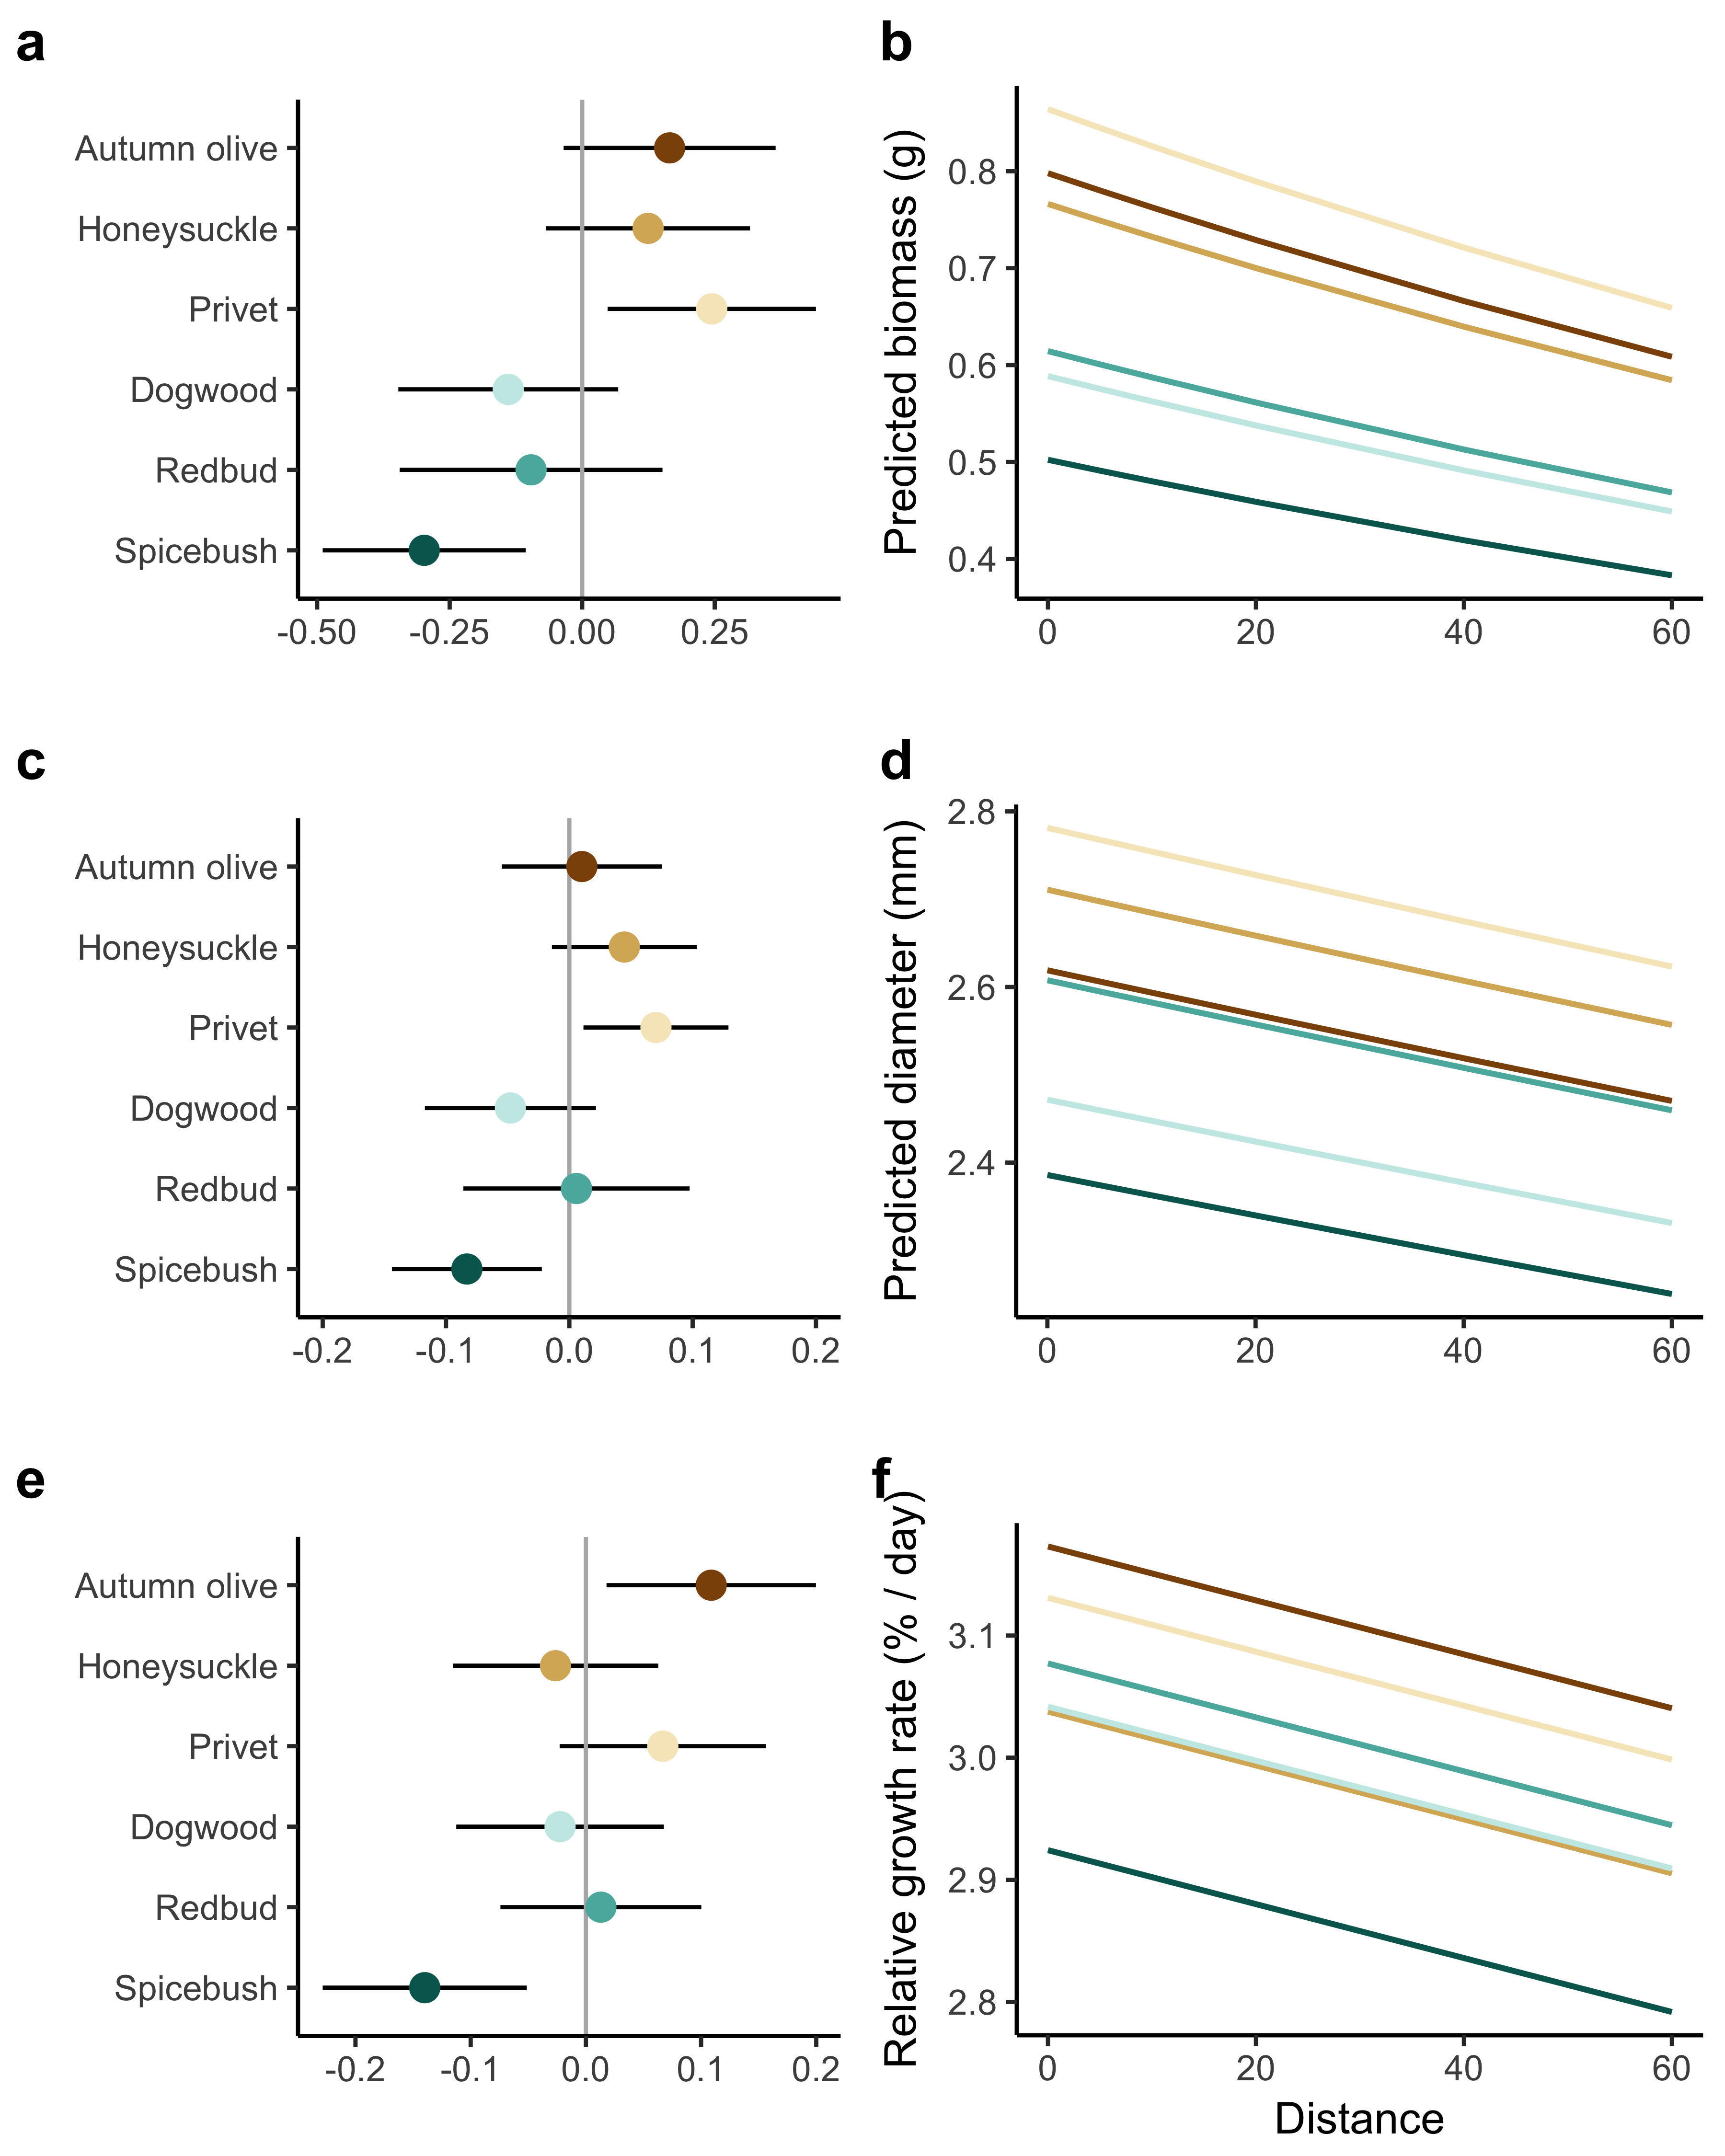 a
Autumn olive
Honeysuckle
Privet
Dogwood
Redbud
Spicebush
-0.50 -0.25 0.00 0.25
b
Predicted biomass (g)
0.8
0.7
0.6
0.5
0.4
0 20 40 60
c
Autumn olive
Honeysuckle
Privet
Dogwood
Redbud
Spicebush
-0.2 -0.1 0.0 0.1 0.2
d
Predicted diameter (mm)
2.8
2.6
2.4
0 20 40 60
e
Autumn olive
Honeysuckle
Privet
Dogwood
Redbud
Spicebush
-0.2 -0.1 0.0 0.1 0.2
f
Relative growth rate (% / day)
3.1
3.0
2.9
2.8
0 20 40 60
Distance